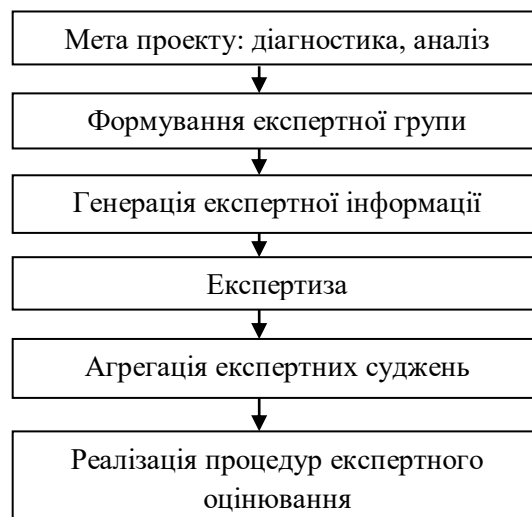 Мета проекту: діагностика, аналіз
Формування експертної групи
Генерація експертної інформації
Експертиза
Агрегація експертних суджень
Реалізація процедур експертного
оцінювання